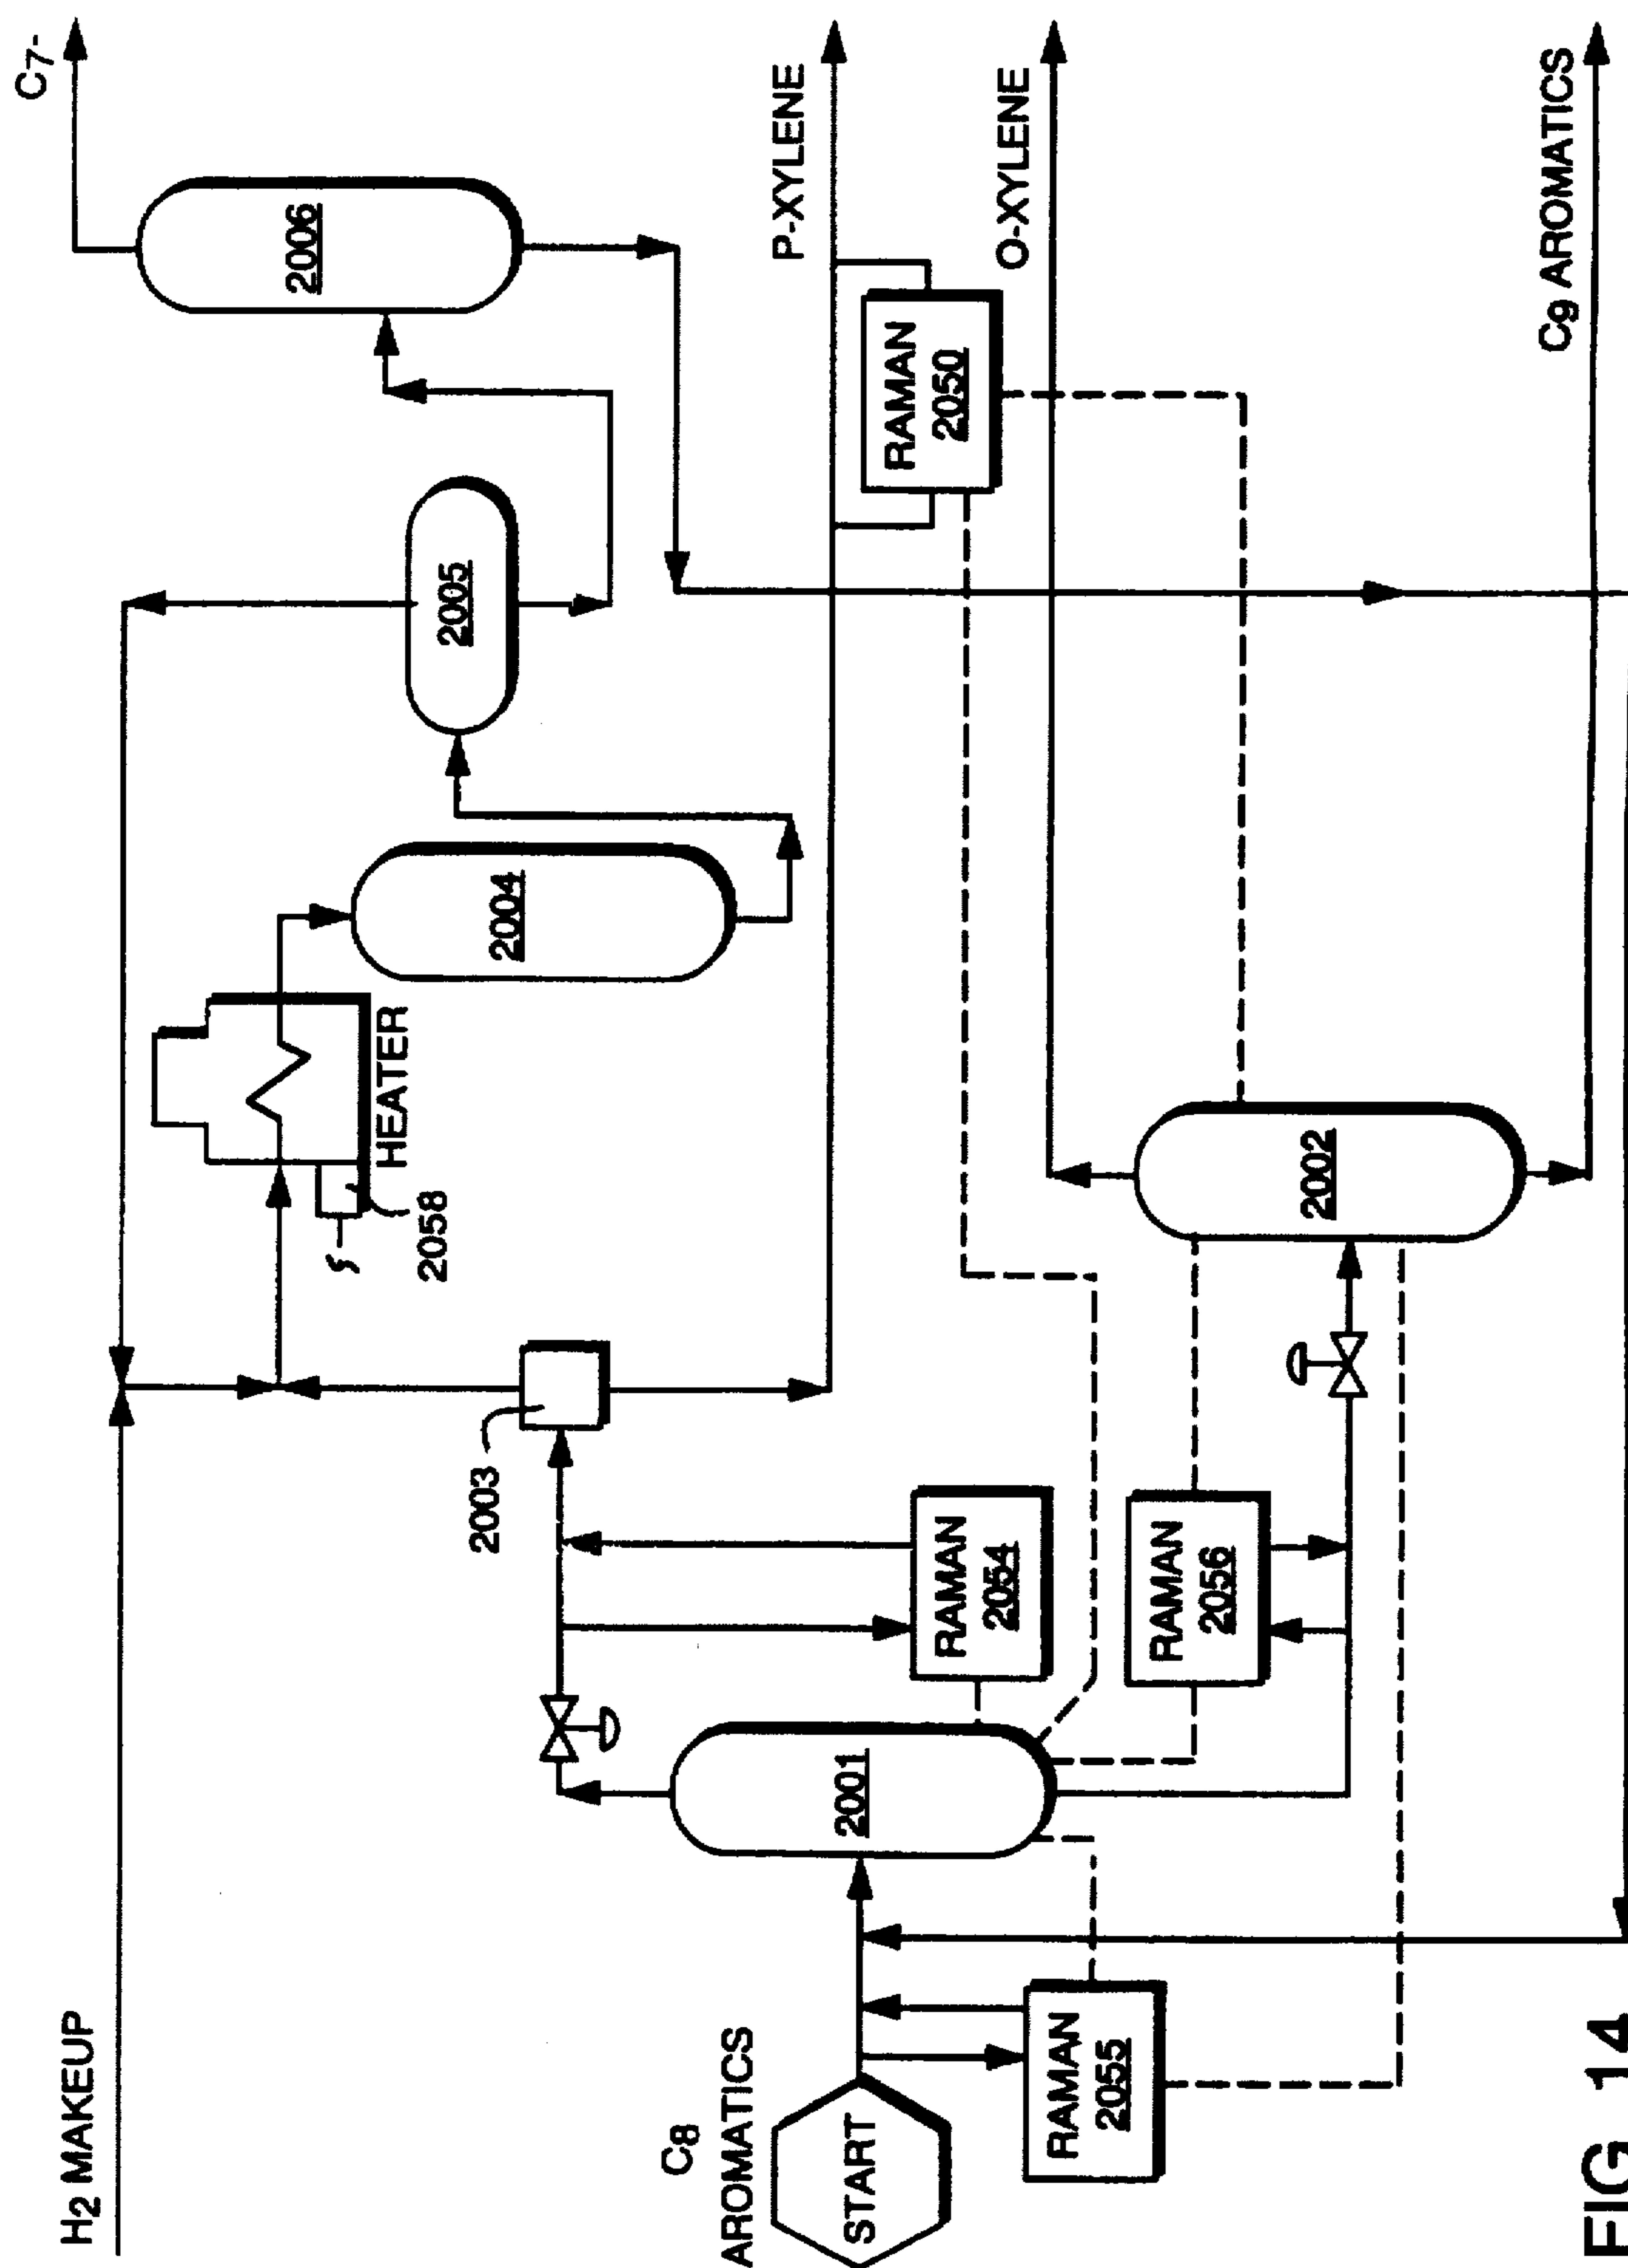 H2 MAKEUP
C7-
2006
2005
2004
HEATER
2058
2003
P-XYLENE
RAMAN
2050
O-XYLENE
C8
AROMATICS
START
2001
RAMAN
2054
RAMAN
2055
RAMAN
2056
2002
C9 AROMATICS
FIG 14